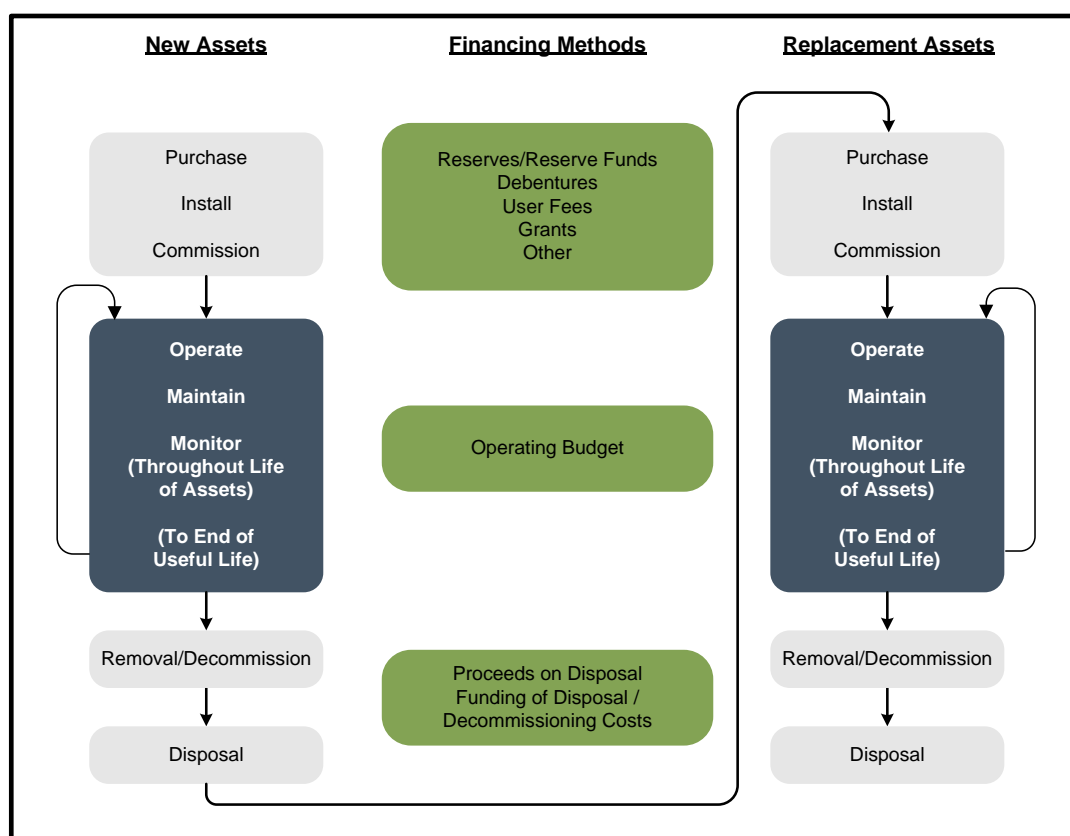 New Assets
Purchase
Install
Commission
Operate
Maintain
Monitor
(Throughout Life
of Assets)
(To End of
Useful Life)
Removal/Decommission
Disposal
Financing Methods
Reserves/Reserve Funds
Debentures
User Fees
Grants
Other
Operating Budget
Proceeds on Disposal
Funding of Disposal /
Decommissioning Costs
Replacement Assets
Purchase
Install
Commission
Operate
Maintain
Monitor
(Throughout Life
of Assets)
(To End of
Useful Life)
Removal/Decommission
Disposal